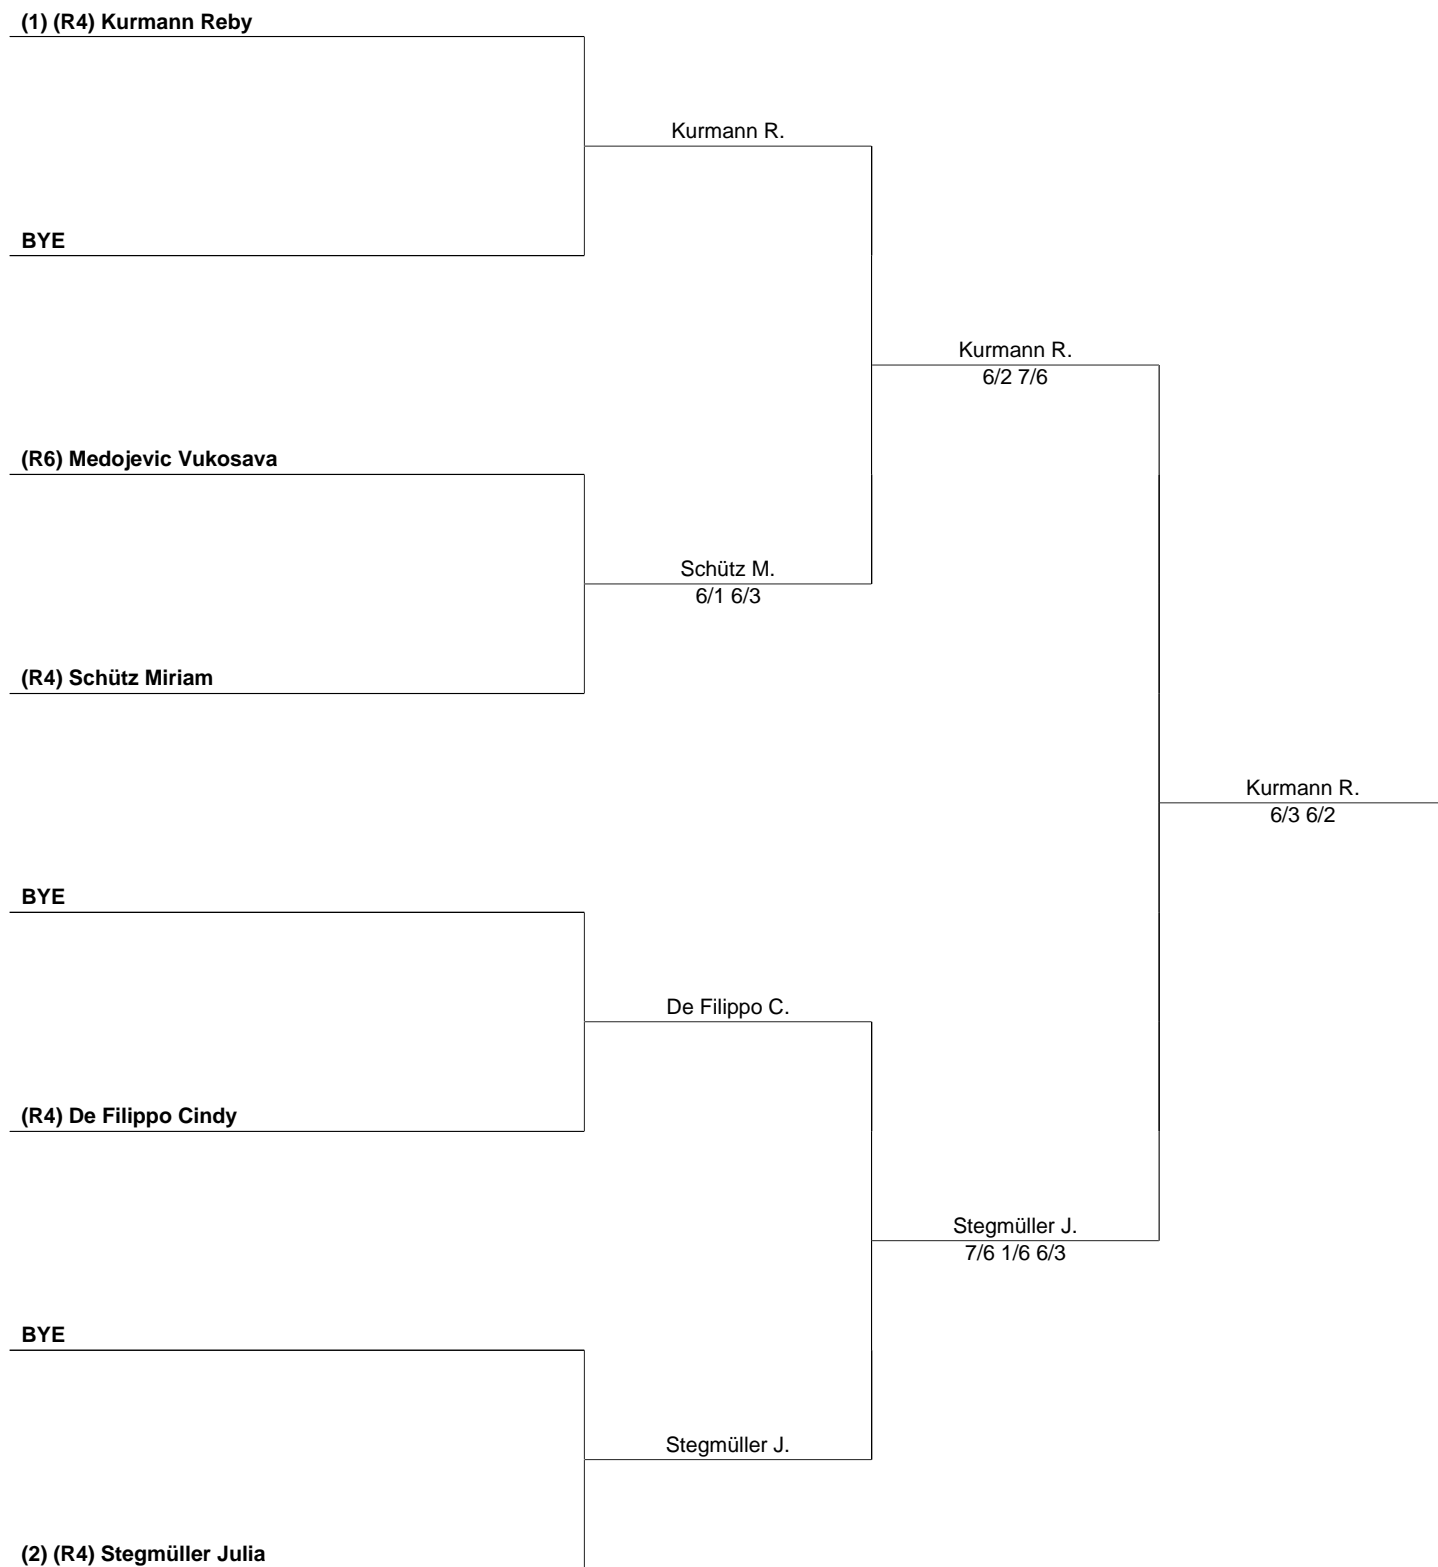 (1) (R4) Kurmann Reby
Kurmann R.
BYE
Kurmann R.
6/2 7/6
(R6) Medojevic Vukosava
Schütz M.
6/1 6/3
(R4) Schütz Miriam
Kurmann R.
6/3 6/2
BYE
De Filippo C.
(R4) De Filippo Cindy
Stegmüller J.
7/6 1/6 6/3
BYE
Stegmüller J.
(2) (R4) Stegmüller Julia